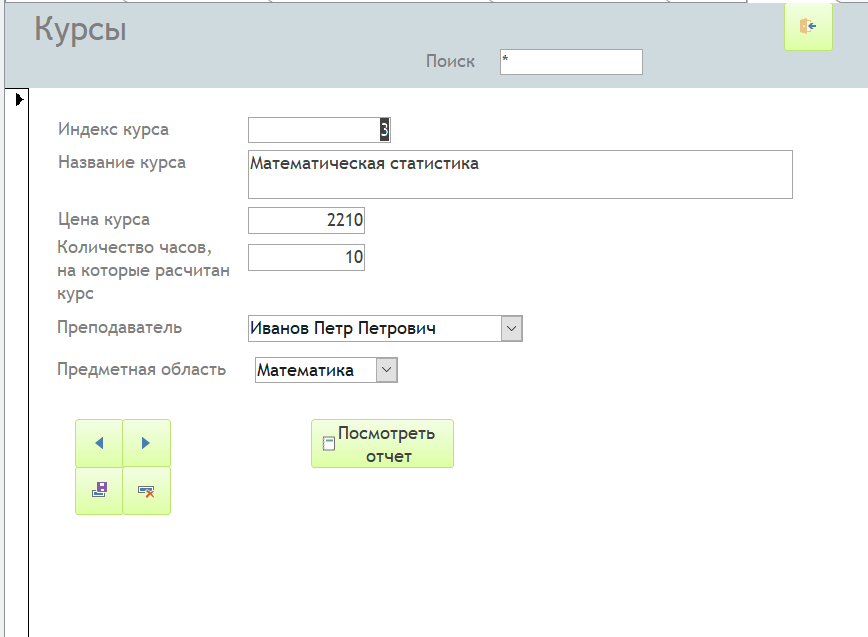 Курсы
Поиск
*
Индекс курса
3
Название курса
Математическая статистика
Цена курса
2210
Количество часов,
на которые расчитан
курс
10
Преподаватель
Иванов Петр Петрович
Предметная область
Математика
Посмотреть
отчет